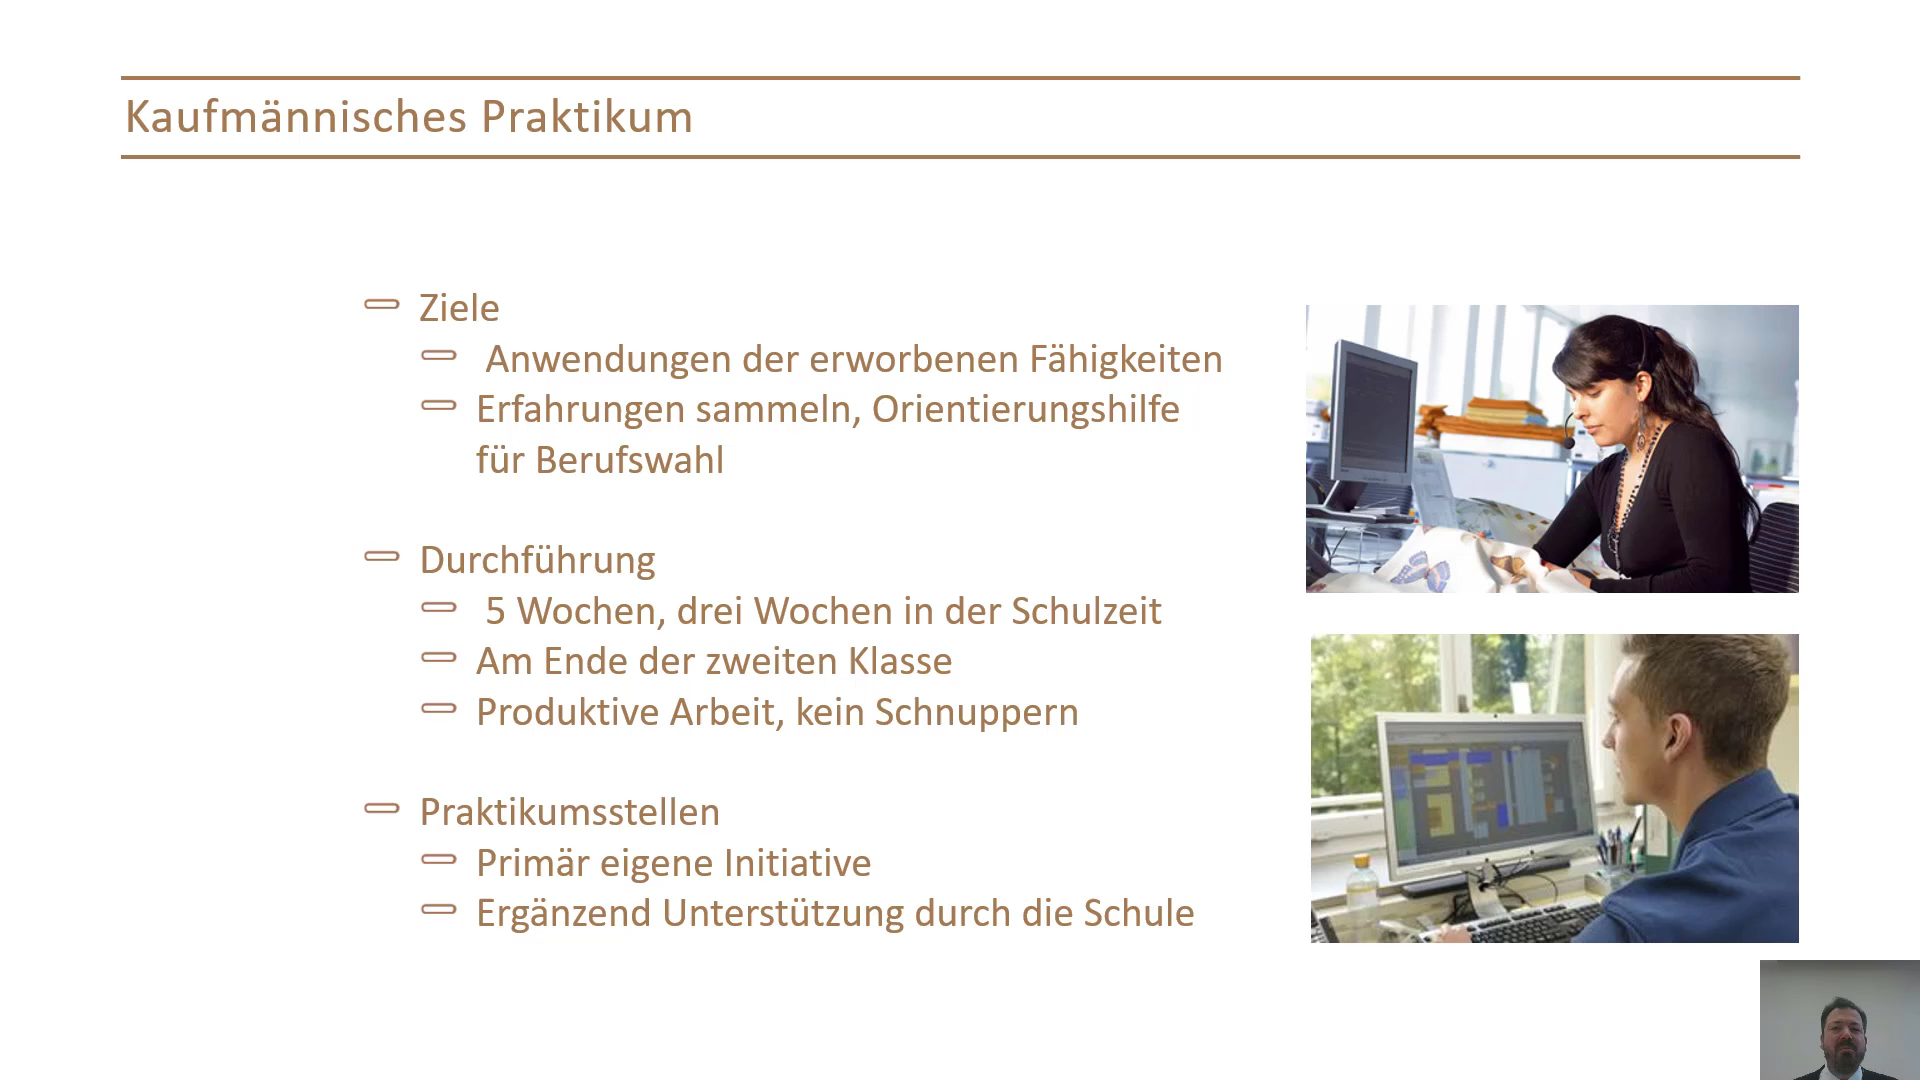 Kaufmännisches Praktikum
Ziele
Anwendungen der erworbenen Fähigkeiten
Erfahrungen sammeln, Orientierungshilfe
für Berufswahl
Durchführung
5 Wochen, drei Wochen in der Schulzeit
Am Ende der zweiten Klasse
Produktive Arbeit, kein Schnuppern
Praktikumsstellen
Primär eigene Initiative
Ergänzend Unterstützung durch die Schule